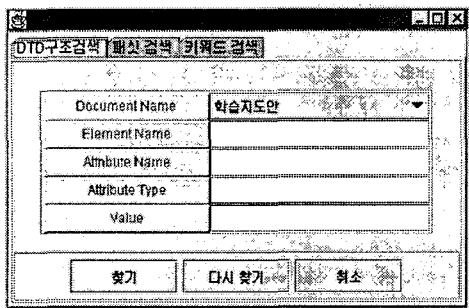 DTD구조검색 패싯 검색 키워드 검색
Document Name 학습지도안
Element Name
Attribute Name
Attribute Type
Value
찾기 다시 찾기 취소